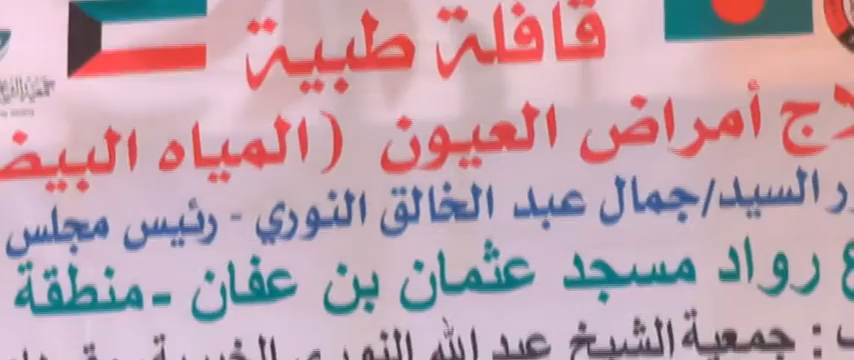 قافلة طبية
أمراض العيون (المياه
السيد/جمال عبد الخالق النوري - رئيس مجلس
رواد مسجد عثمان بن عفان - منطقة
: جمعية الشيخ عبد الله النوري